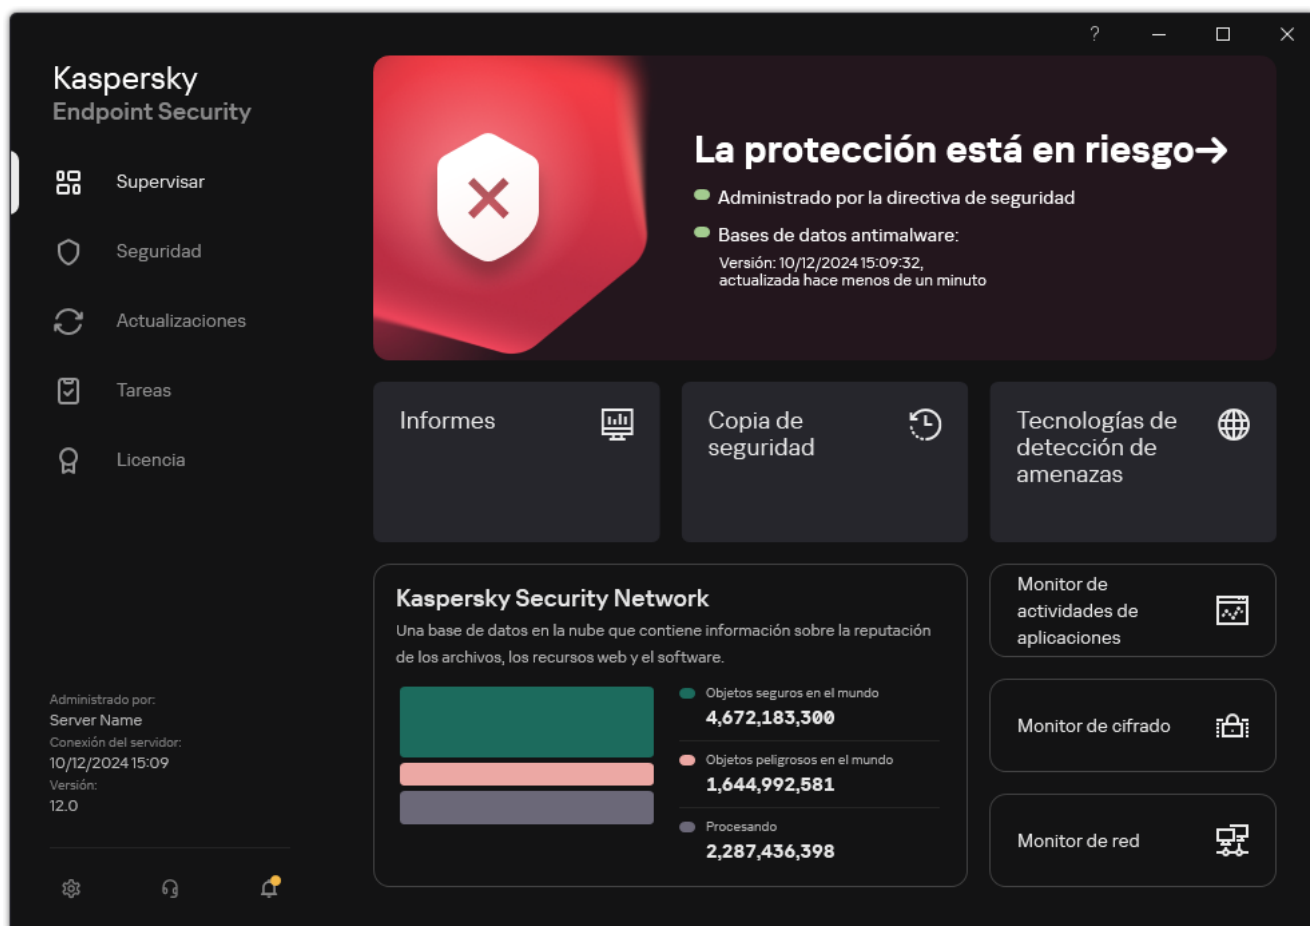 ?
Kaspersky
Endpoint Security
Supervisar
Seguridad
Actualizaciones
Tareas
Licencia
Administrado por:
Server Name
Conexión del servidor:
10/12/2024 15:09
Versión:
12.0
La protección está en riesgo→
Administrado por la directiva de seguridad
Bases de datos antimalware:
Versión: 10/12/2024 15:09:32,
actualizada hace menos de un minuto
Informes
Copia de
seguridad
Tecnologías de
detección de
amenazas
Kaspersky Security Network
Una base de datos en la nube que contiene información sobre la reputación
de los archivos, los recursos web y el software.
Objetos seguros en el mundo
4,672,183,300
Objetos peligrosos en el mundo
1,644,992,581
Procesando
2,287,436,398
Monitor de
actividades de
aplicaciones
Monitor de cifrado
Monitor de red